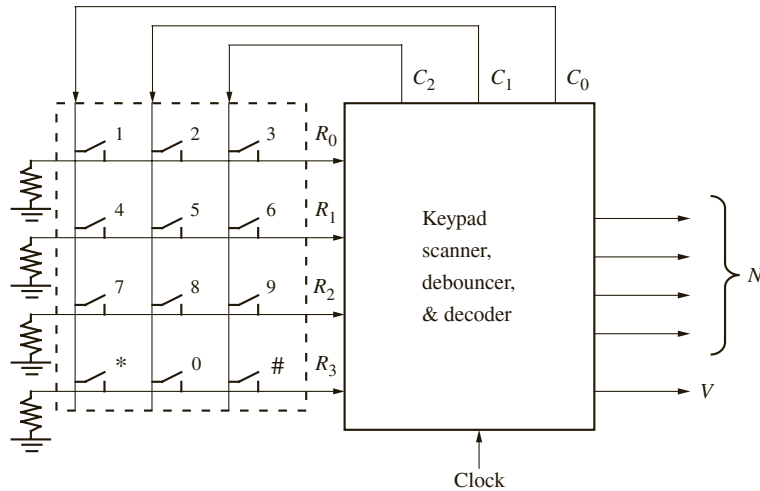 C2 C1 C0
1 2 3 R0
4 5 6 R1
7 8 9 R2
* 0 # R3
Keypad
scanner,
debouncer,
& decoder
N
V
Clock